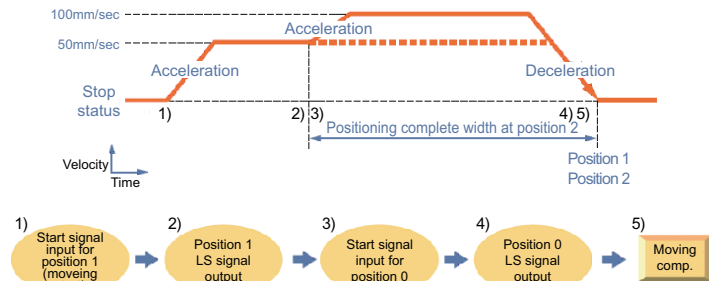 100mm/sec
50mm/sec
Acceleration
Acceleration
Deceleration
Stop
status
1)
2) 3)
4) 5)
Positioning complete width at position 2
Velocity
Time
Position 1
Position 2
1)
Start signal
input for
position 1
(moving
2)
Position 1
LS signal
output
3)
Start signal
input for
position 0
4)
Position 0
LS signal
output
5)
Moving
comp.